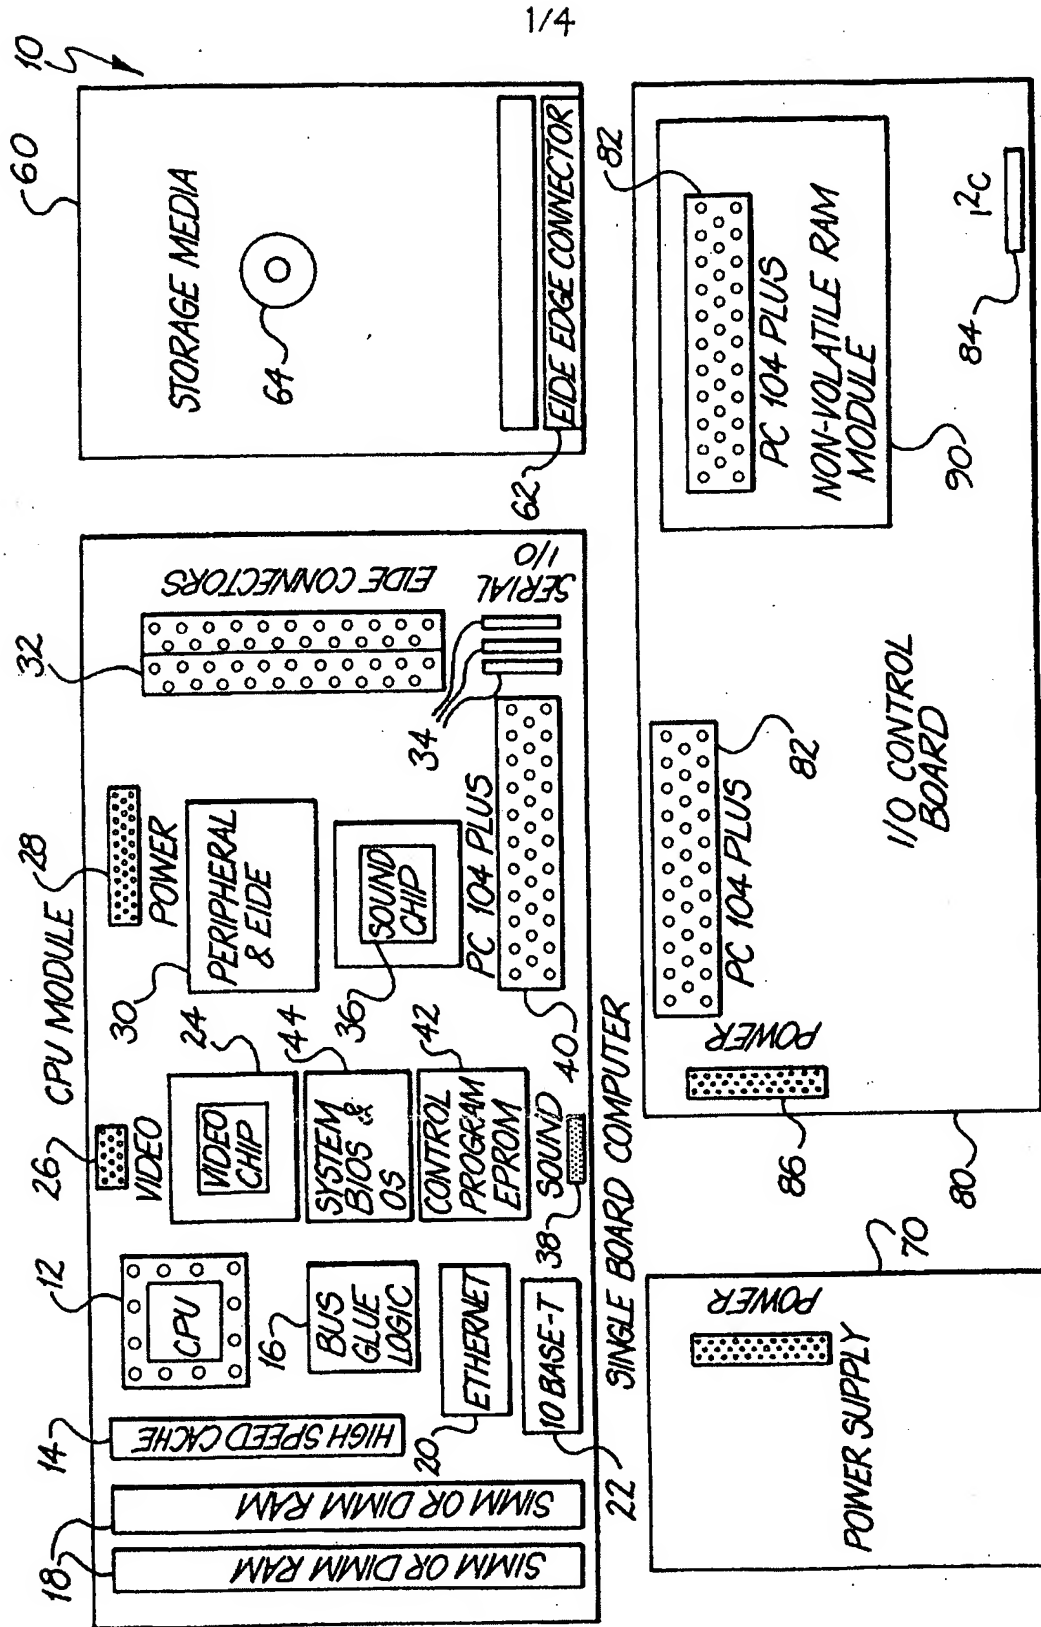 1/4
10
60
STORAGE MEDIA
64
EIDE EDGE CONNECTOR
62
CPU MODULE
18
SIMM OR DIMM RAM
SIMM OR DIMM RAM
14
HIGH SPEED CACHE
12
CPU
16
BUS
GLUE
LOGIC
ETHERNET
20
10 BASE-T
22
26
VIDEO
VIDEO
CHIP
24
SYSTEM
BIOS &
OS
44
CONTROL
PROGRAM
EPROM
42
SOUND
38
28
POWER
PERIPHERAL
& EIDE
30
SOUND
CHIP
36
PC 104 PLUS
40
32
EIDE CONNECTORS
34
SERIAL
I/O
SINGLE BOARD COMPUTER
POWER SUPPLY
POWER
70
80
86
POWER
PC 104 PLUS
82
I/O CONTROL
BOARD
82
PC 104 PLUS
NON-VOLATILE RAM
MODULE
90
84
I²C